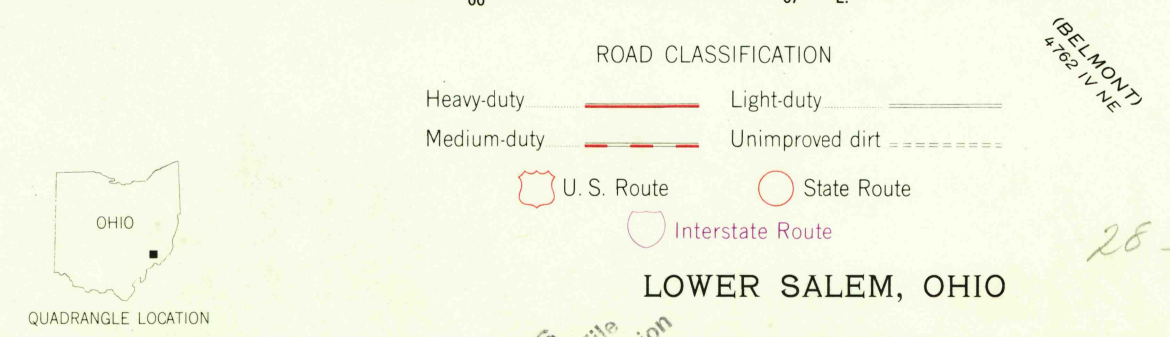 ROAD CLASSIFICATION
Heavy-duty Light-duty
Medium-duty Unimproved dirt
U. S. Route State Route
Interstate Route
(BELMONT)
4762 IV NE
OHIO
QUADRANGLE LOCATION
LOWER SALEM, OHIO
28